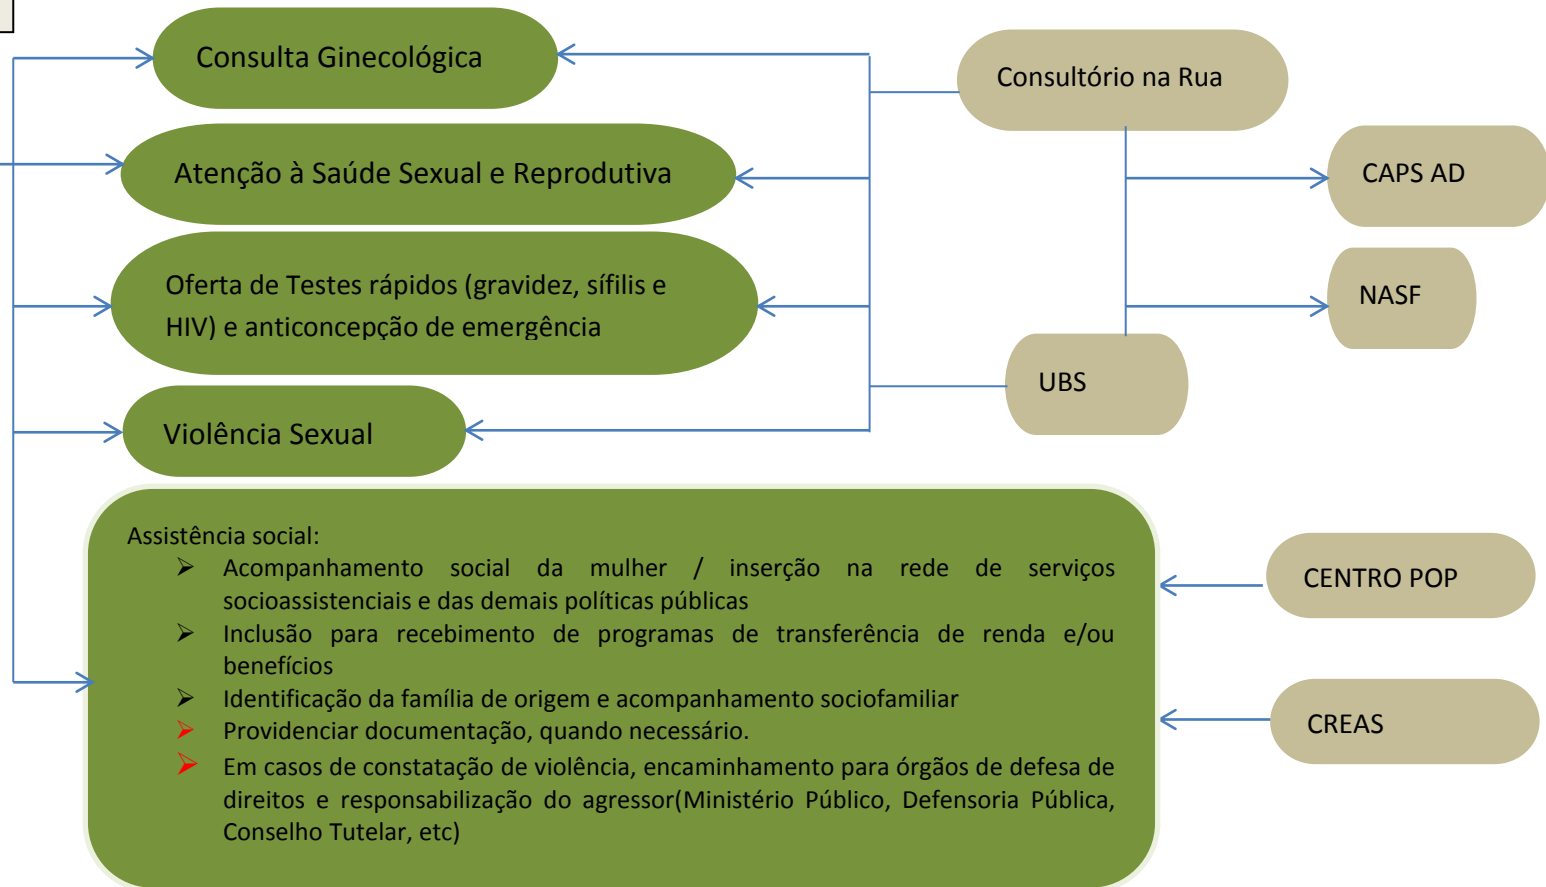 Consulta Ginecológica
Consultório na Rua
Atenção à Saúde Sexual e Reprodutiva
CAPS AD
Oferta de Testes rápidos (gravidez, sífilis e
HIV) e anticoncepção de emergência
NASF
UBS
Violência Sexual
Assistência social:
Acompanhamento social da mulher / inserção na rede de serviços
socioassistenciais e das demais políticas públicas
Inclusão para recebimento de programas de transferência de renda e/ou
benefícios
Identificação da família de origem e acompanhamento sociofamiliar
Providenciar documentação, quando necessário.
Em casos de constatação de violência, encaminhamento para órgãos de defesa de
direitos e responsabilização do agressor(Ministério Público, Defensoria Pública,
Conselho Tutelar, etc)
CENTRO POP
CREAS